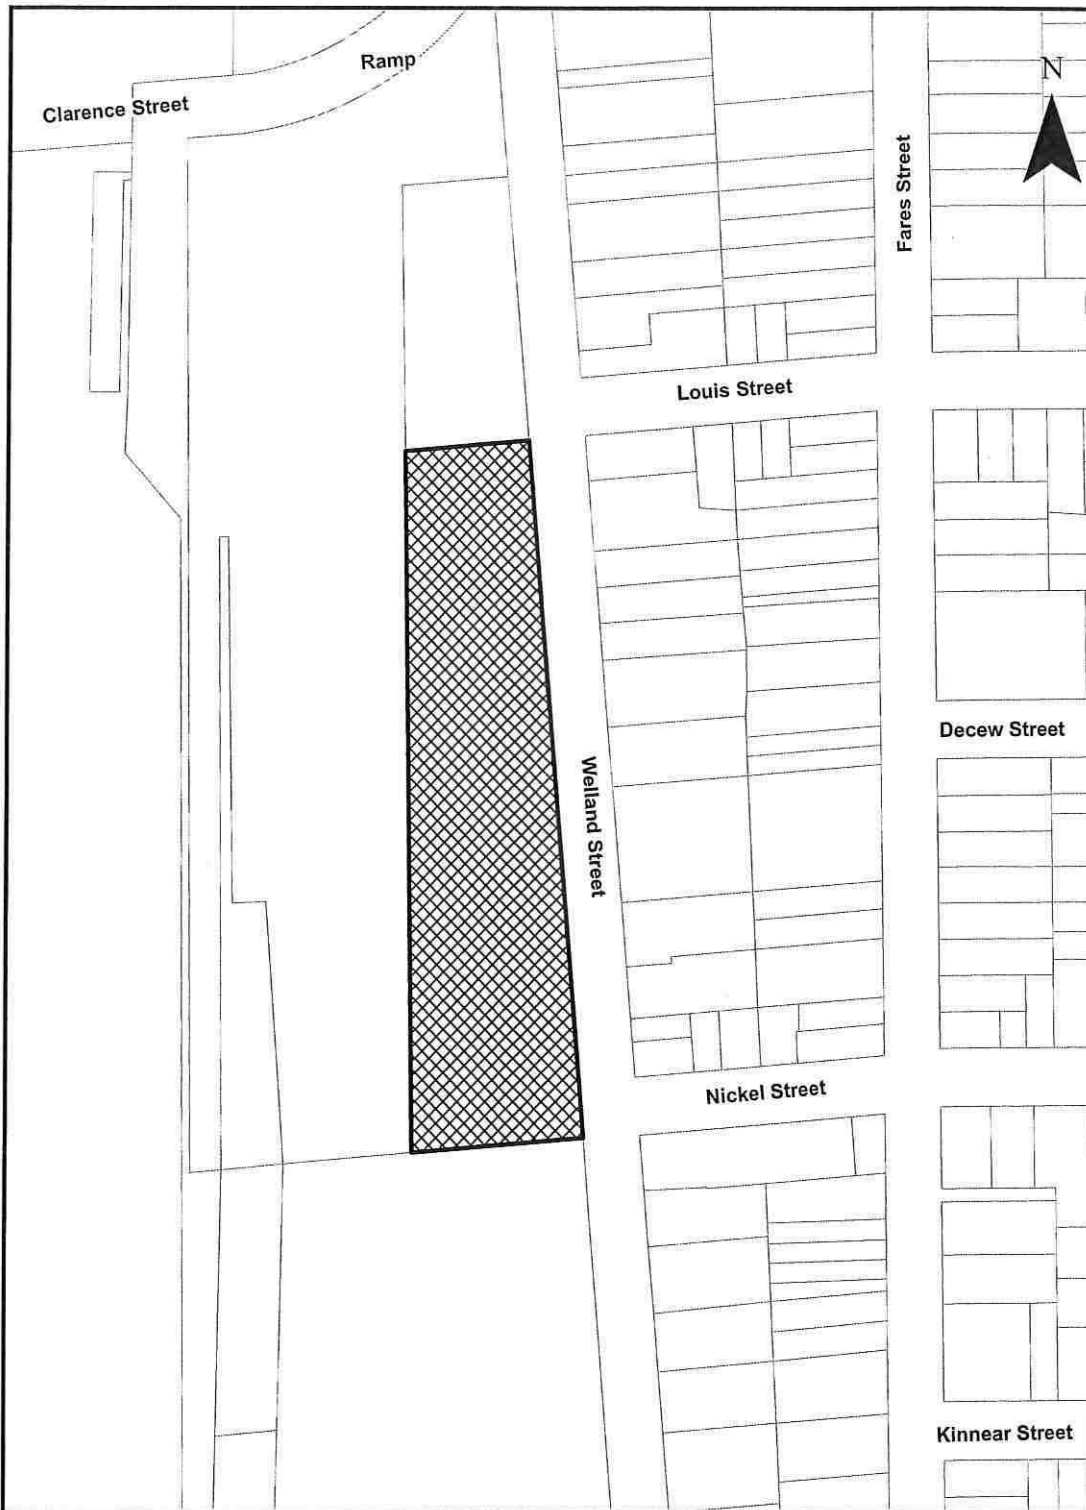 Ramp
N
Clarence Street
Fares Street
Louis Street
Decew Street
Welland Street
Nickel Street
Kinnear Street